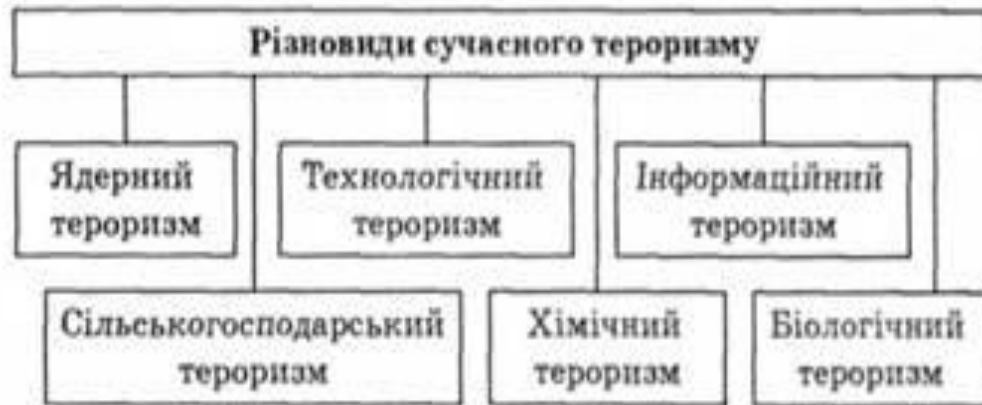 Різновиди сучасного тероризму
Ядерний
тероризм
Технологічний
тероризм
Інформаційний
тероризм
Сільськогосподарський
тероризм
Хімічний
тероризм
Біологічний
тероризм